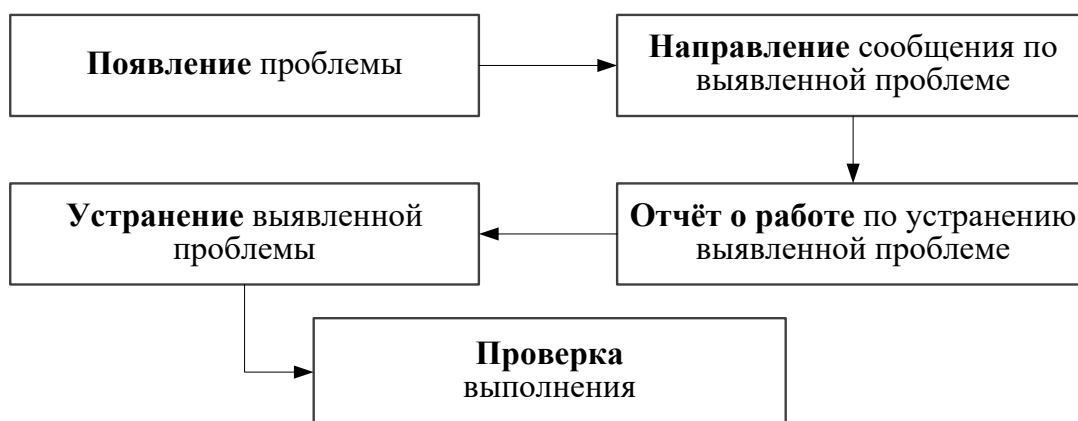 Появление проблемы
Направление сообщения по
выявленной проблеме
Отчёт о работе по устранению
выявленной проблеме
Устранение выявленной
проблемы
Проверка
выполнения